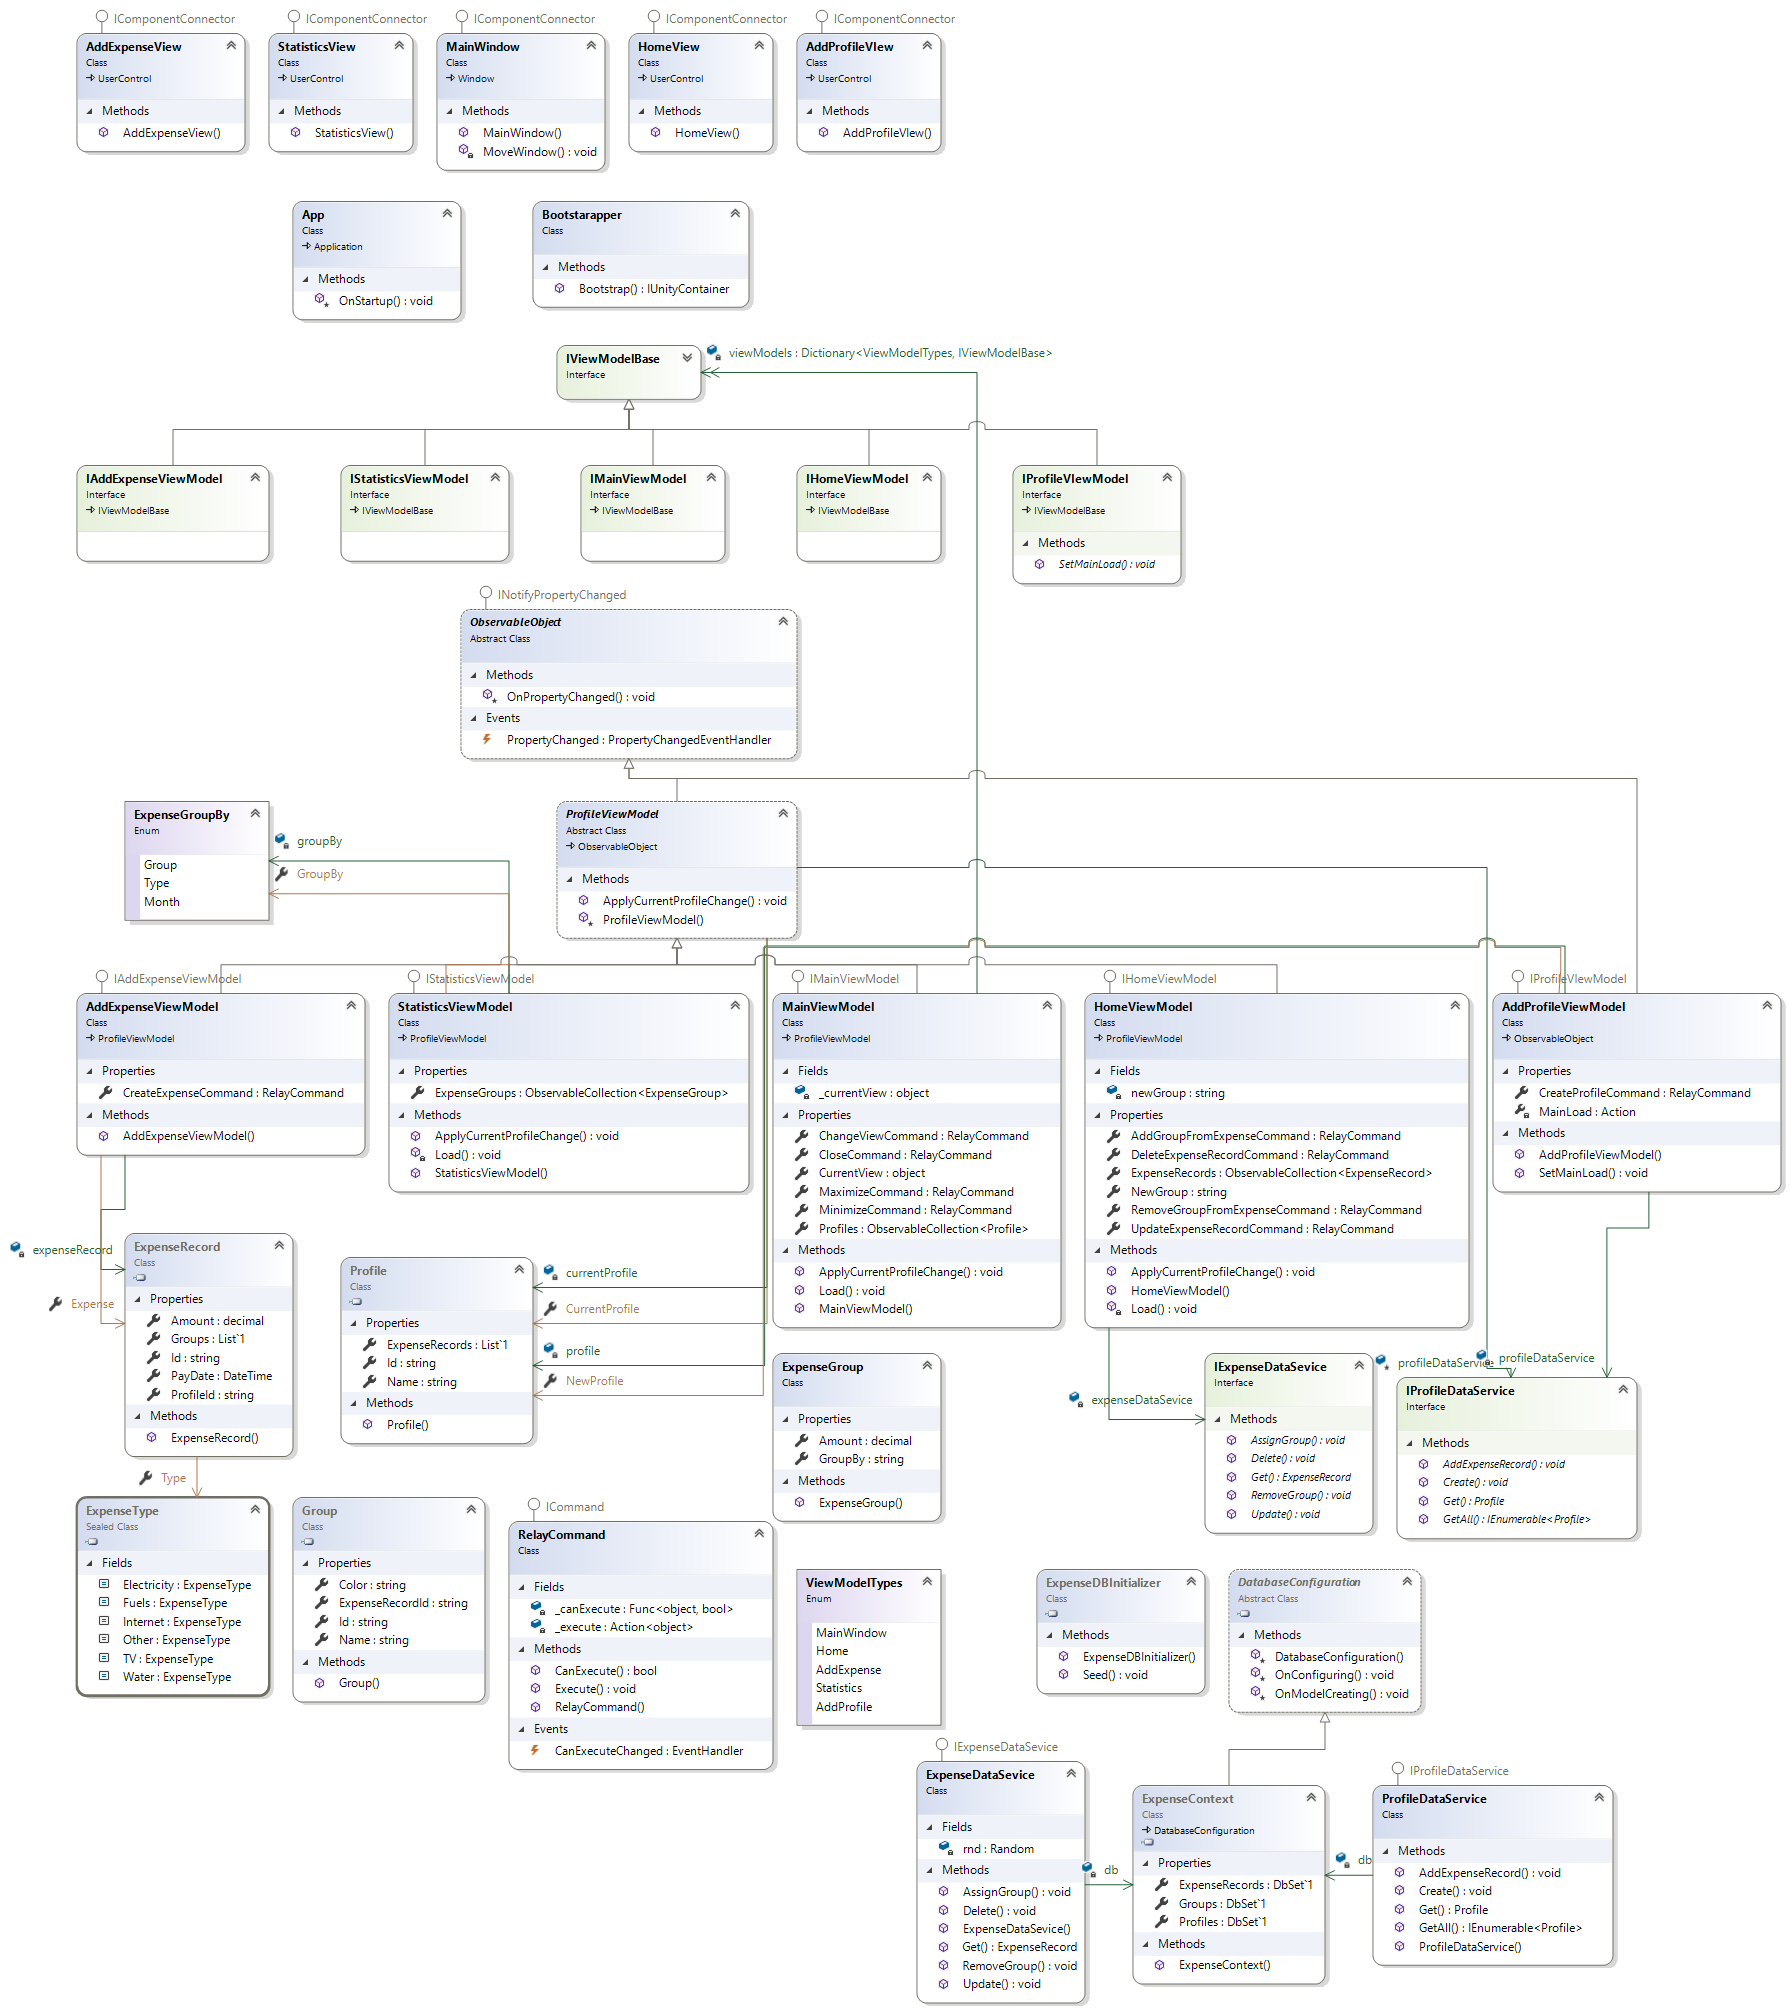 IComponentConnector
AddExpenseView
Class
UserControl
Methods
AddExpenseView()
IComponentConnector
StatisticsView
Class
UserControl
Methods
StatisticsView()
IComponentConnector
MainWindow
Class
Window
Methods
MainWindow()
MoveWindow() : void
IComponentConnector
HomeView
Class
UserControl
Methods
HomeView()
IComponentConnector
AddProfileVIew
Class
UserControl
Methods
AddProfileVIew()
App
Class
Application
Methods
OnStartup() : void
Bootstarapper
Class
Methods
Bootstrap() : IUnityContainer
IViewModelBase
Interface
viewModels : Dictionary<ViewModelTypes, IViewModelBase>
IAddExpenseViewModel
Interface
IViewModelBase
IStatisticsViewModel
Interface
IViewModelBase
IMainViewModel
Interface
IViewModelBase
IHomeViewModel
Interface
IViewModelBase
IProfileVIewModel
Interface
IViewModelBase
Methods
SetMainLoad() : void
INotifyPropertyChanged
ObservableObject
Abstract Class
Methods
OnPropertyChanged() : void
Events
PropertyChanged : PropertyChangedEventHandler
ExpenseGroupBy
Enum
Group
Type
Month
groupBy
GroupBy
ProfileViewModel
Abstract Class
ObservableObject
Methods
ApplyCurrentProfileChange() : void
ProfileViewModel()
IAddExpenseViewModel
AddExpenseViewModel
Class
ProfileViewModel
Properties
CreateExpenseCommand : RelayCommand
Methods
AddExpenseViewModel()
IStatisticsViewModel
StatisticsViewModel
Class
ProfileViewModel
Properties
ExpenseGroups : ObservableCollection<ExpenseGroup>
Methods
ApplyCurrentProfileChange() : void
Load() : void
StatisticsViewModel()
IMainViewModel
MainViewModel
Class
ProfileViewModel
Fields
_currentView : object
Properties
ChangeViewCommand : RelayCommand
CloseCommand : RelayCommand
CurrentView : object
MaximizeCommand : RelayCommand
MinimizeCommand : RelayCommand
Profiles : ObservableCollection<Profile>
Methods
ApplyCurrentProfileChange() : void
Load() : void
MainViewModel()
IHomeViewModel
HomeViewModel
Class
ProfileViewModel
Fields
newGroup : string
Properties
AddGroupFromExpenseCommand : RelayCommand
DeleteExpenseRecordCommand : RelayCommand
ExpenseRecords : ObservableCollection<ExpenseRecord>
NewGroup : string
RemoveGroupFromExpenseCommand : RelayCommand
UpdateExpenseRecordCommand : RelayCommand
Methods
ApplyCurrentProfileChange() : void
HomeViewModel()
Load() : void
IProfileVIewModel
AddProfileViewModel
Class
ObservableObject
Properties
CreateProfileCommand : RelayCommand
MainLoad : Action
Methods
AddProfileViewModel()
SetMainLoad() : void
expenseRecord
Expense
ExpenseRecord
Class
Properties
Amount : decimal
Groups : List`1
Id : string
PayDate : DateTime
ProfileId : string
Methods
ExpenseRecord()
Type
Profile
Class
Properties
ExpenseRecords : List`1
Id : string
Name : string
Methods
Profile()
currentProfile
CurrentProfile
profile
NewProfile
ExpenseGroup
Class
Properties
Amount : decimal
GroupBy : string
Methods
ExpenseGroup()
expenseDataSevice
IExpenseDataSevice
Interface
Methods
AssignGroup() : void
Delete() : void
Get() : ExpenseRecord
RemoveGroup() : void
Update() : void
profileDataService
profileDataService
IProfileDataService
Interface
Methods
AddExpenseRecord() : void
Create() : void
Get() : Profile
GetAll() : IEnumerable<Profile>
ExpenseType
Sealed Class
Fields
Electricity : ExpenseType
Fuels : ExpenseType
Internet : ExpenseType
Other : ExpenseType
TV : ExpenseType
Water : ExpenseType
Group
Class
Properties
Color : string
ExpenseRecordId : string
Id : string
Name : string
Methods
Group()
ICommand
RelayCommand
Class
Fields
_canExecute : Func<object, bool>
_execute : Action<object>
Methods
CanExecute() : bool
Execute() : void
RelayCommand()
Events
CanExecuteChanged : EventHandler
ViewModelTypes
Enum
MainWindow
Home
AddExpense
Statistics
AddProfile
ExpenseDBInitializer
Class
Methods
ExpenseDBInitializer()
Seed() : void
DatabaseConfiguration
Abstract Class
Methods
DatabaseConfiguration()
OnConfiguring() : void
OnModelCreating() : void
IExpenseDataSevice
ExpenseDataSevice
Class
Fields
rnd : Random
Methods
AssignGroup() : void
Delete() : void
ExpenseDataSevice()
Get() : ExpenseRecord
RemoveGroup() : void
Update() : void
db
ExpenseContext
Class
DatabaseConfiguration
Properties
ExpenseRecords : DbSet`1
Groups : DbSet`1
Profiles : DbSet`1
Methods
ExpenseContext()
db
IProfileDataService
ProfileDataService
Class
Methods
AddExpenseRecord() : void
Create() : void
Get() : Profile
GetAll() : IEnumerable<Profile>
ProfileDataService()